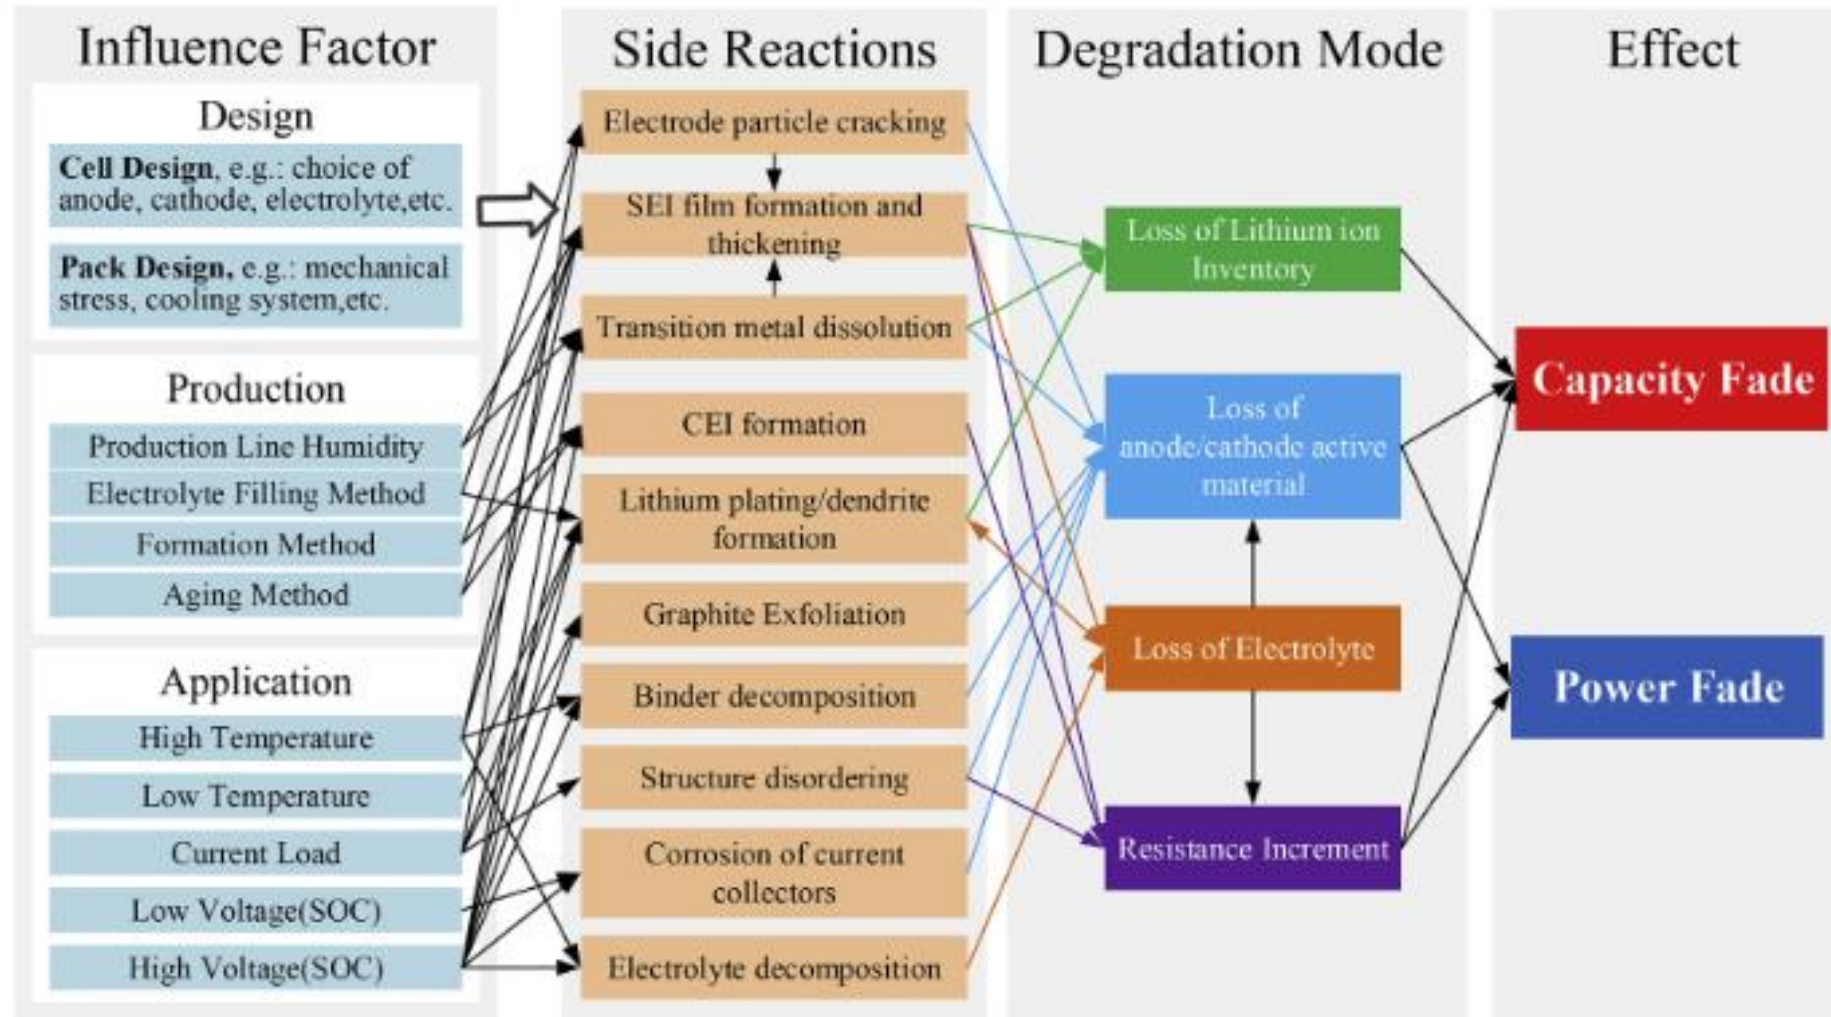 Influence Factor
Design
Cell Design, e.g.: choice of
anode, cathode, electrolyte,etc.
Pack Design, e.g.: mechanical
stress, cooling system,etc.
Production
Production Line Humidity
Electrolyte Filling Method
Formation Method
Aging Method
Application
High Temperature
Low Temperature
Current Load
Low Voltage(SOC)
High Voltage(SOC)
Side Reactions
Electrode particle cracking
SEI film formation and
thickening
Transition metal dissolution
CEI formation
Lithium plating/dendrite
formation
Graphite Exfoliation
Binder decomposition
Structure disordering
Corrosion of current
collectors
Electrolyte decomposition
Degradation Mode
Loss of Lithium ion
Inventory
Loss of
anode/cathode active
material
Loss of Electrolyte
Resistance Increment
Effect
Capacity Fade
Power Fade